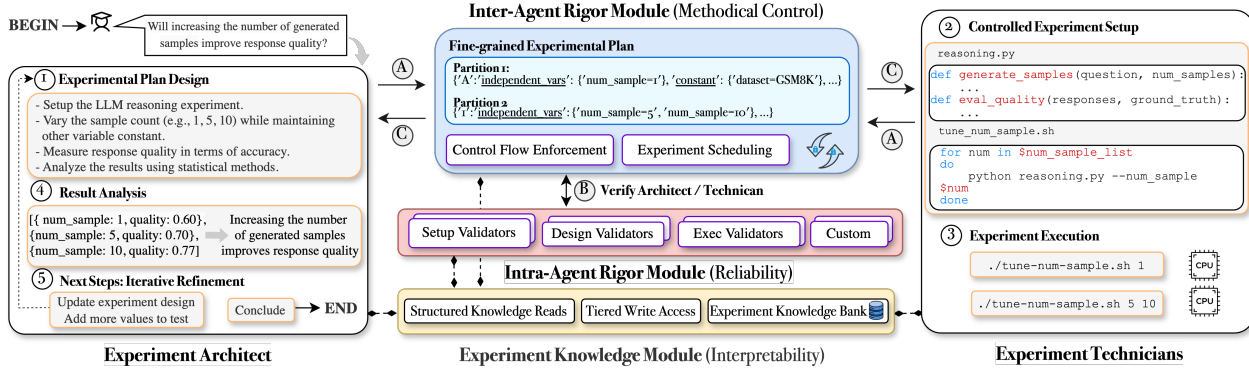 BEGIN
Will increasing the number of generated
samples improve response quality?
1 Experimental Plan Design
- Setup the LLM reasoning experiment.
- Vary the sample count (e.g., 1, 5, 10) while maintaining
other variable constant.
- Measure response quality in terms of accuracy.
- Analyze the results using statistical methods.
4 Result Analysis
[{ num_sample: 1, quality: 0.60},
{num_sample: 5, quality: 0.70},
{num_sample: 10, quality: 0.77]
Increasing the number
of generated samples
improves response quality
5 Next Steps: Iterative Refinement
Update experiment design
Add more values to test
Conclude
END
Experiment Architect
A
C
Inter-Agent Rigor Module (Methodical Control)
Fine-grained Experimental Plan
Partition 1:
{'A':'independent_vars': {'num_sample=1'}, 'constant': {'dataset=GSM8K'}, ...}
Partition 2
{'1': 'independent_vars': {'num_sample=5', 'num_sample=10'}, ...}
Control Flow Enforcement
Experiment Scheduling
B
B
B Verify Architect / Technican
Setup Validators
Design Validators
Exec Validators
Custom
Intra-Agent Rigor Module (Reliability)
Structured Knowledge Reads
Tiered Write Access
Experiment Knowledge Bank
Experiment Knowledge Module (Interpretability)
C
A
2 Controlled Experiment Setup
reasoning.py
def generate_samples(question, num_samples):
...
def eval_quality(responses, ground_truth):
...
tune_num_sample.sh
for num in $num_sample_list
do
python reasoning.py --num_sample
$num
done
3 Experiment Execution
./tune-num-sample.sh 1
CPU
./tune-num-sample.sh 5 10
CPU
Experiment Technicians